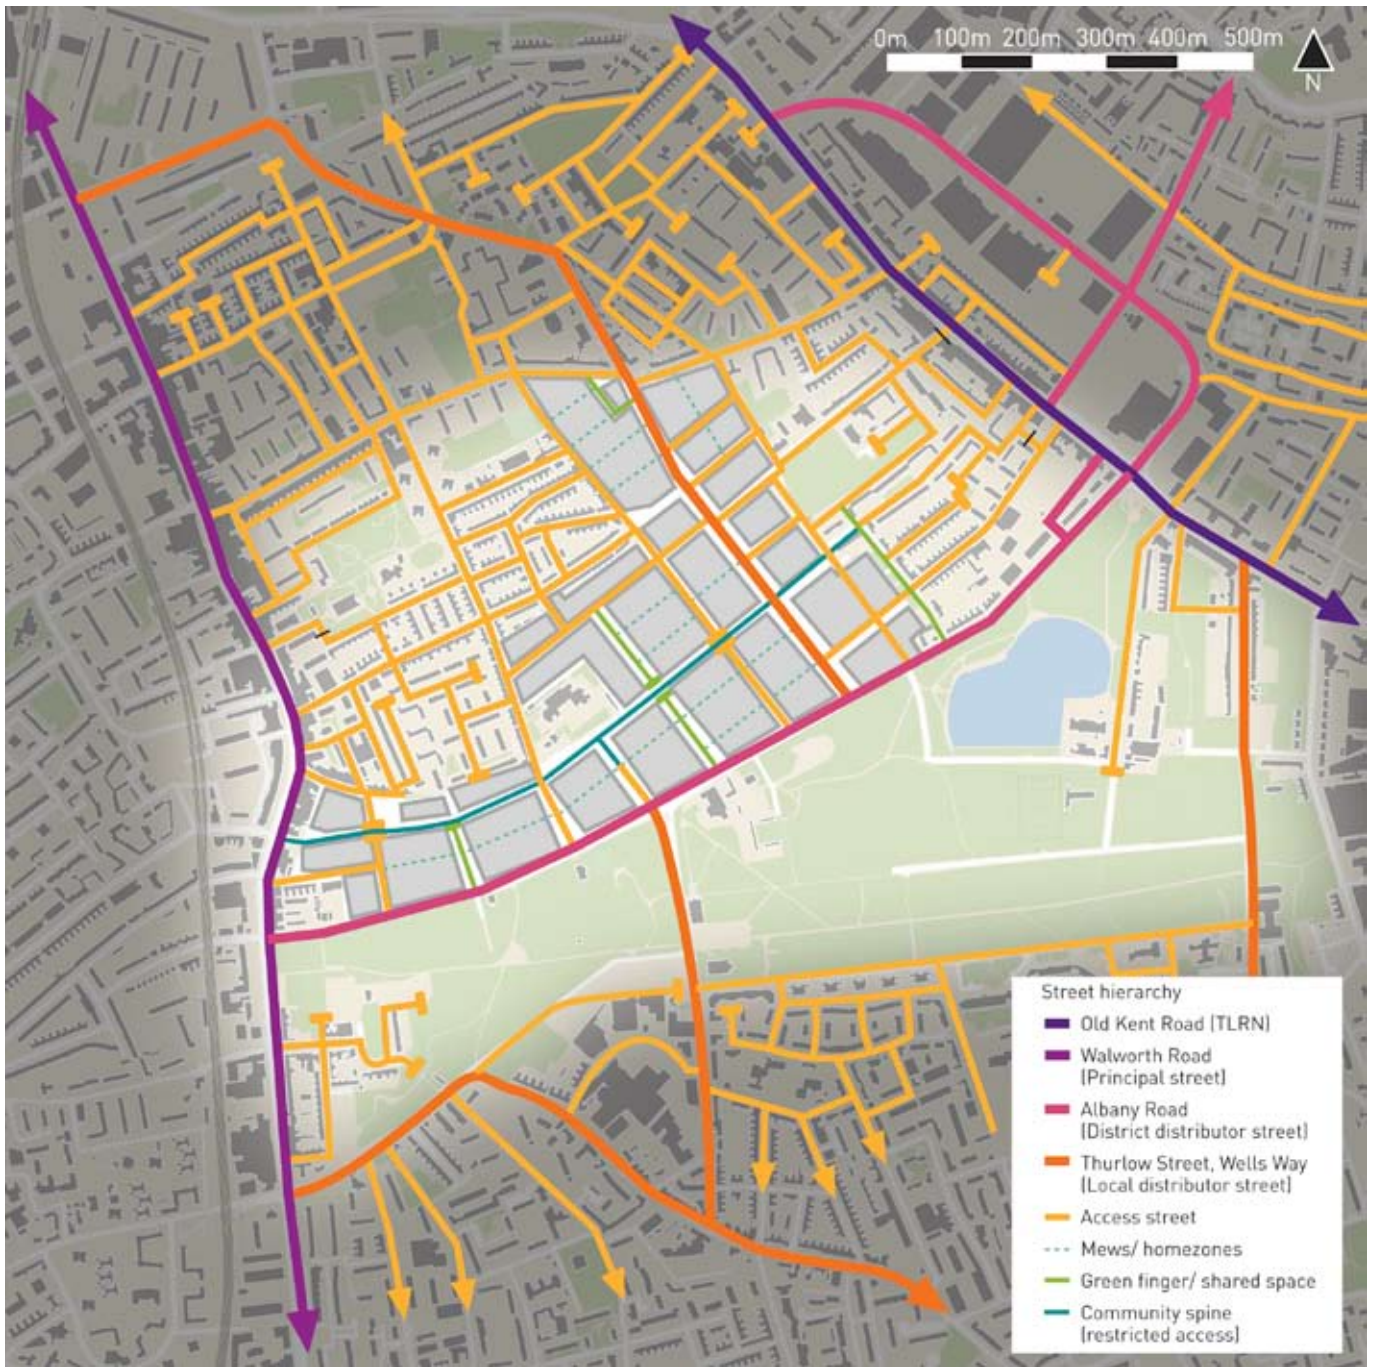 0m 100m 200m 300m 400m 500m
N
Street hierarchy
Old Kent Road (TLRN)
Walworth Road
(Principal street)
Albany Road
(District distributor street)
Thurlow Street, Wells Way
(Local distributor street)
Access street
Mews/ homezones
Green finger/ shared space
Community spine
(restricted access)